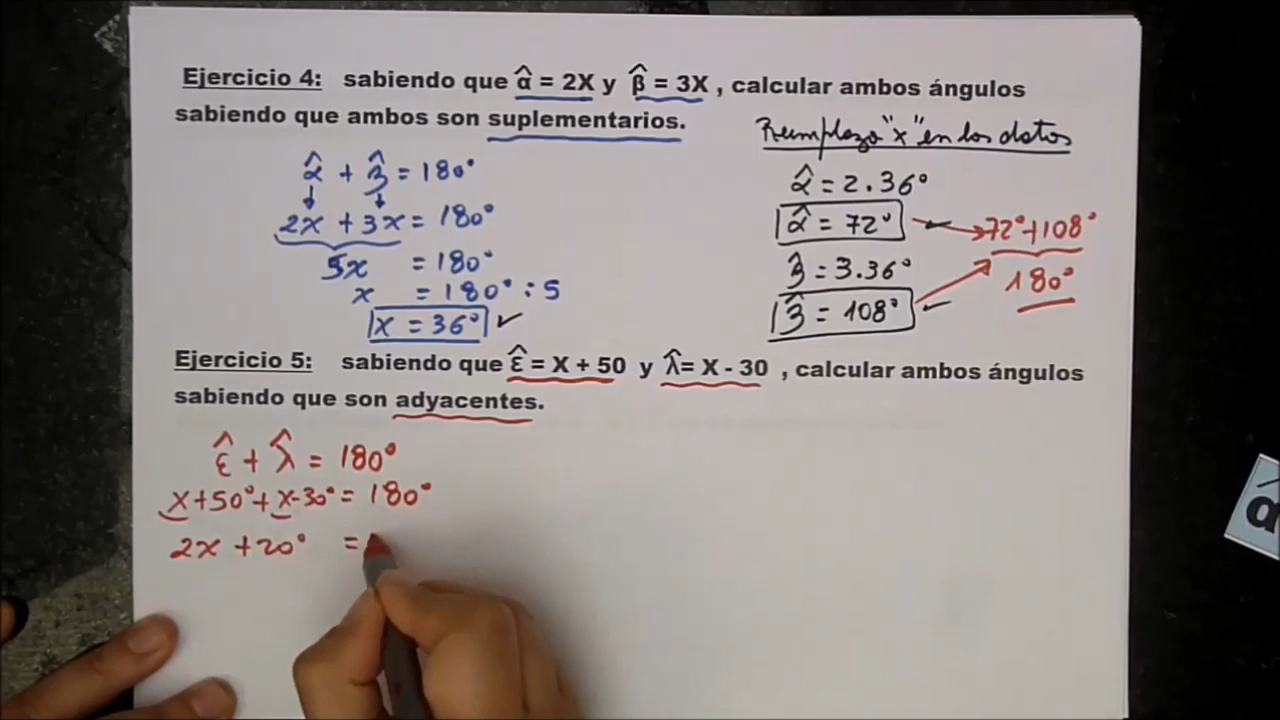 Ejercicio 4: sabiendo que α̂ = 2X y β̂ = 3X , calcular ambos ángulos
sabiendo que ambos son suplementarios.
α̂ + β̂ = 180°
2x + 3x = 180°
5x = 180°
x = 180° : 5
x = 36° ✓
Reemplazo "x" en los datos
α̂ = 2.36°
α̂ = 72°
β̂ = 3.36°
β̂ = 108°
72°+108°
180°
Ejercicio 5: sabiendo que ε̂ = X + 50 y λ̂= X - 30 , calcular ambos ángulos
sabiendo que son adyacentes.
ε̂ + λ̂ = 180°
x+50°+x-30° = 180°
2x +20° =
α̂